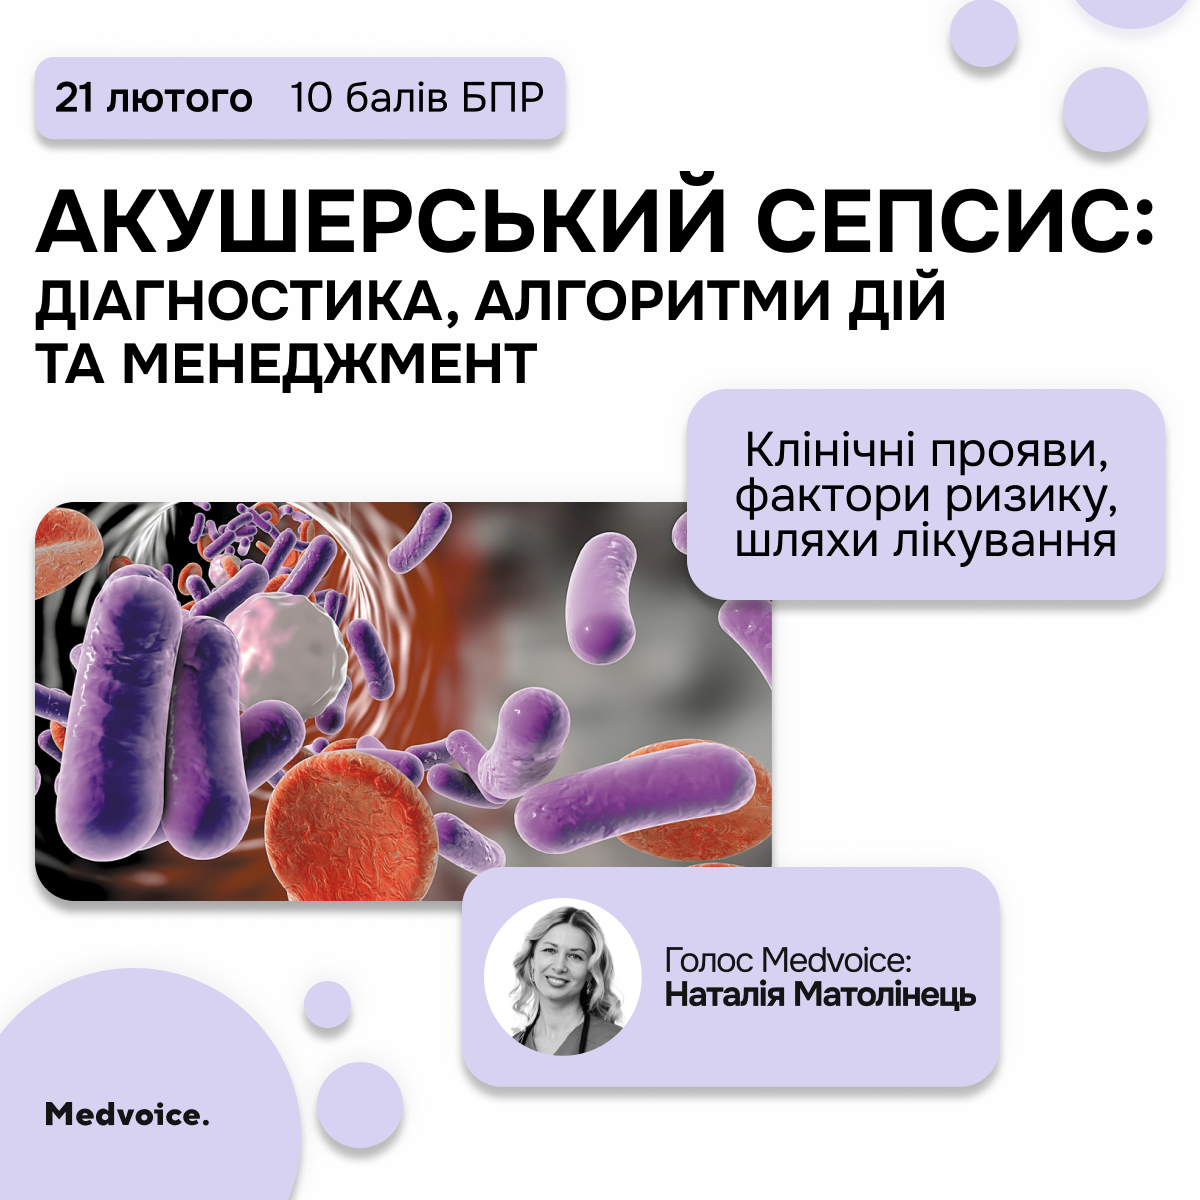 21 лютого 10 балів БПР
АКУШЕРСЬКИЙ СЕПСИС:
ДІАГНОСТИКА, АЛГОРИТМИ ДІЙ
ТА МЕНЕДЖМЕНТ
Клінічні прояви,
фактори ризику,
шляхи лікування
Голос Medvoice:
Наталія Матолінець
Medvoice.